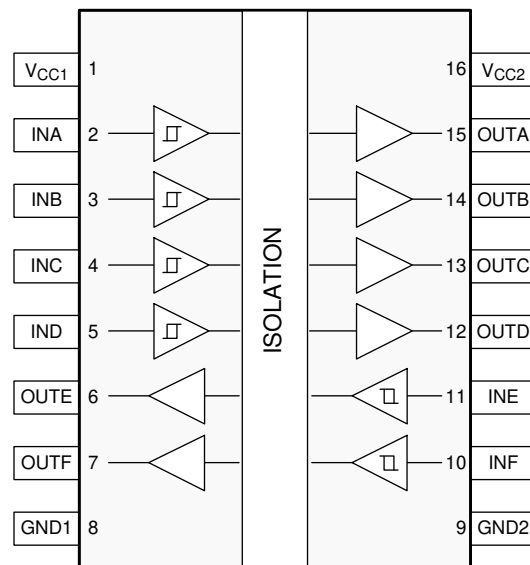 VCC1 1 16 VCC2
INA 2 15 OUTA
INB 3 14 OUTB
INC 4 13 OUTC
IND 5 12 OUTD
OUTE 6 11 INE
OUTF 7 10 INF
GND1 8 9 GND2
ISOLATION